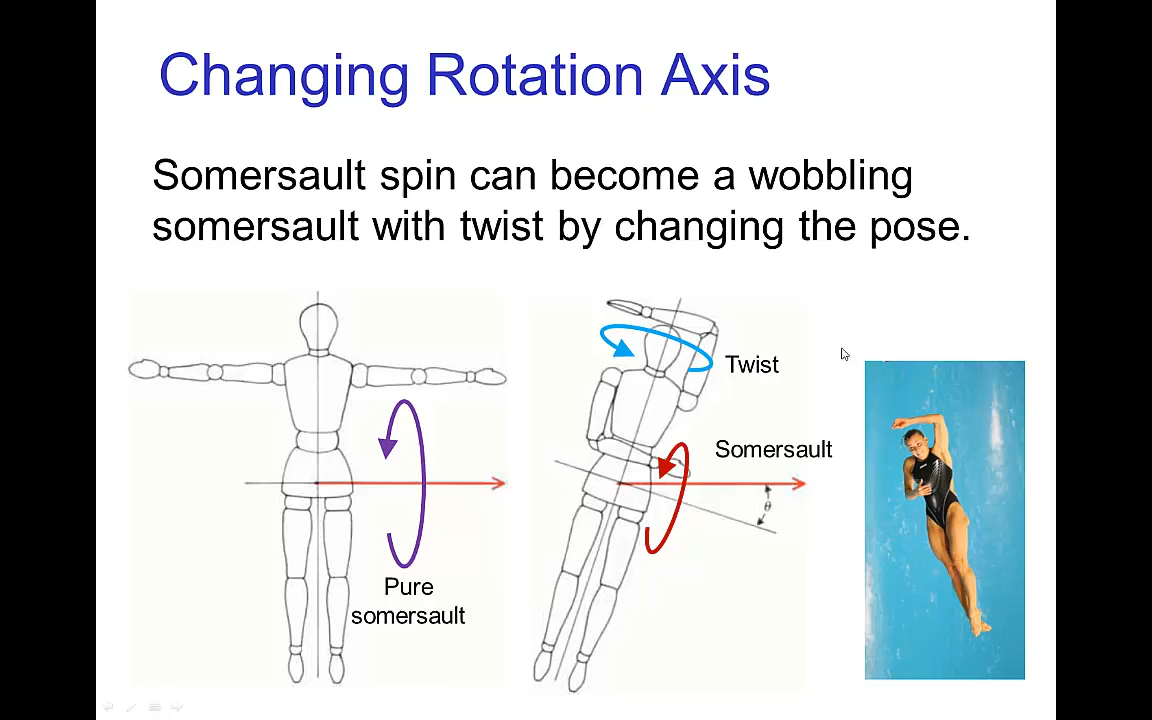 Changing Rotation Axis
Somersault spin can become a wobbling
somersault with twist by changing the pose.
Twist
Somersault
θ
Pure
somersault